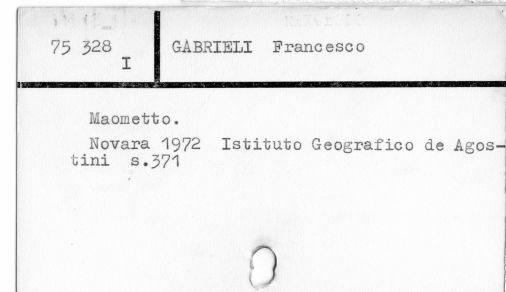 75 328 GABRIELI Francesco
I
Maometto.
Novara 1972 Istituto Geografico de Agos-
tini s.371